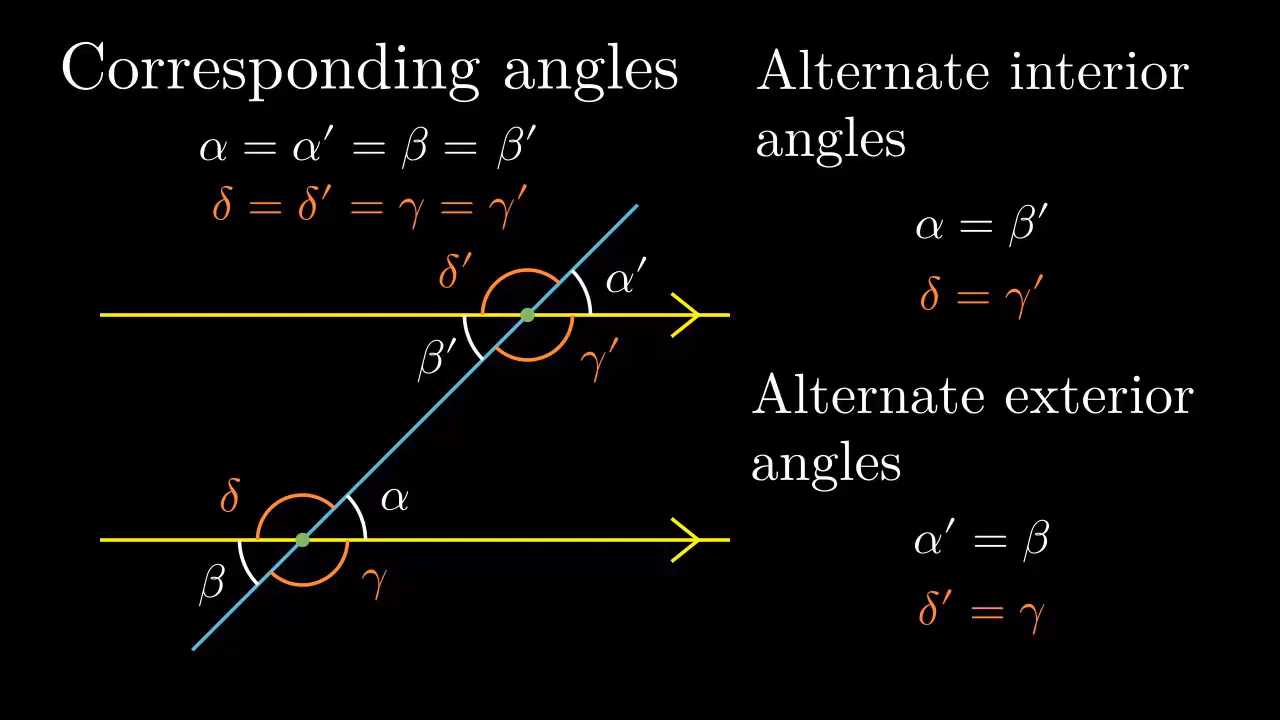 Corresponding angles
α = α′ = β = β′
δ = δ′ = γ = γ′
δ′
α′
β′
γ′
δ
α
β
γ
Alternate interior
angles
α = β′
δ = γ′
Alternate exterior
angles
α′ = β
δ′ = γ